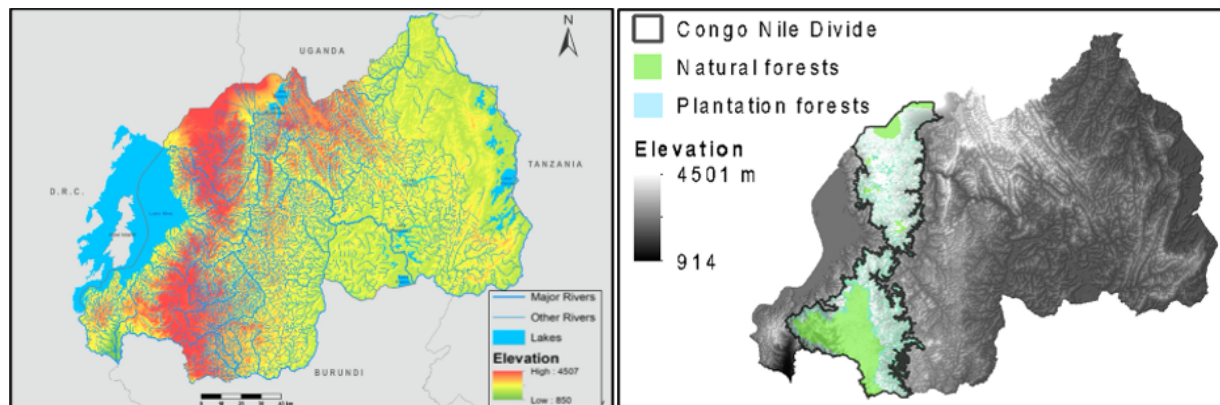 N
UGANDA
TANZANIA
D.R.C.
BURUNDI
Major Rivers
Other Rivers
Lakes
Elevation
High : 4507
Low : 850
Congo Nile Divide
Natural forests
Plantation forests
Elevation
4501 m
914